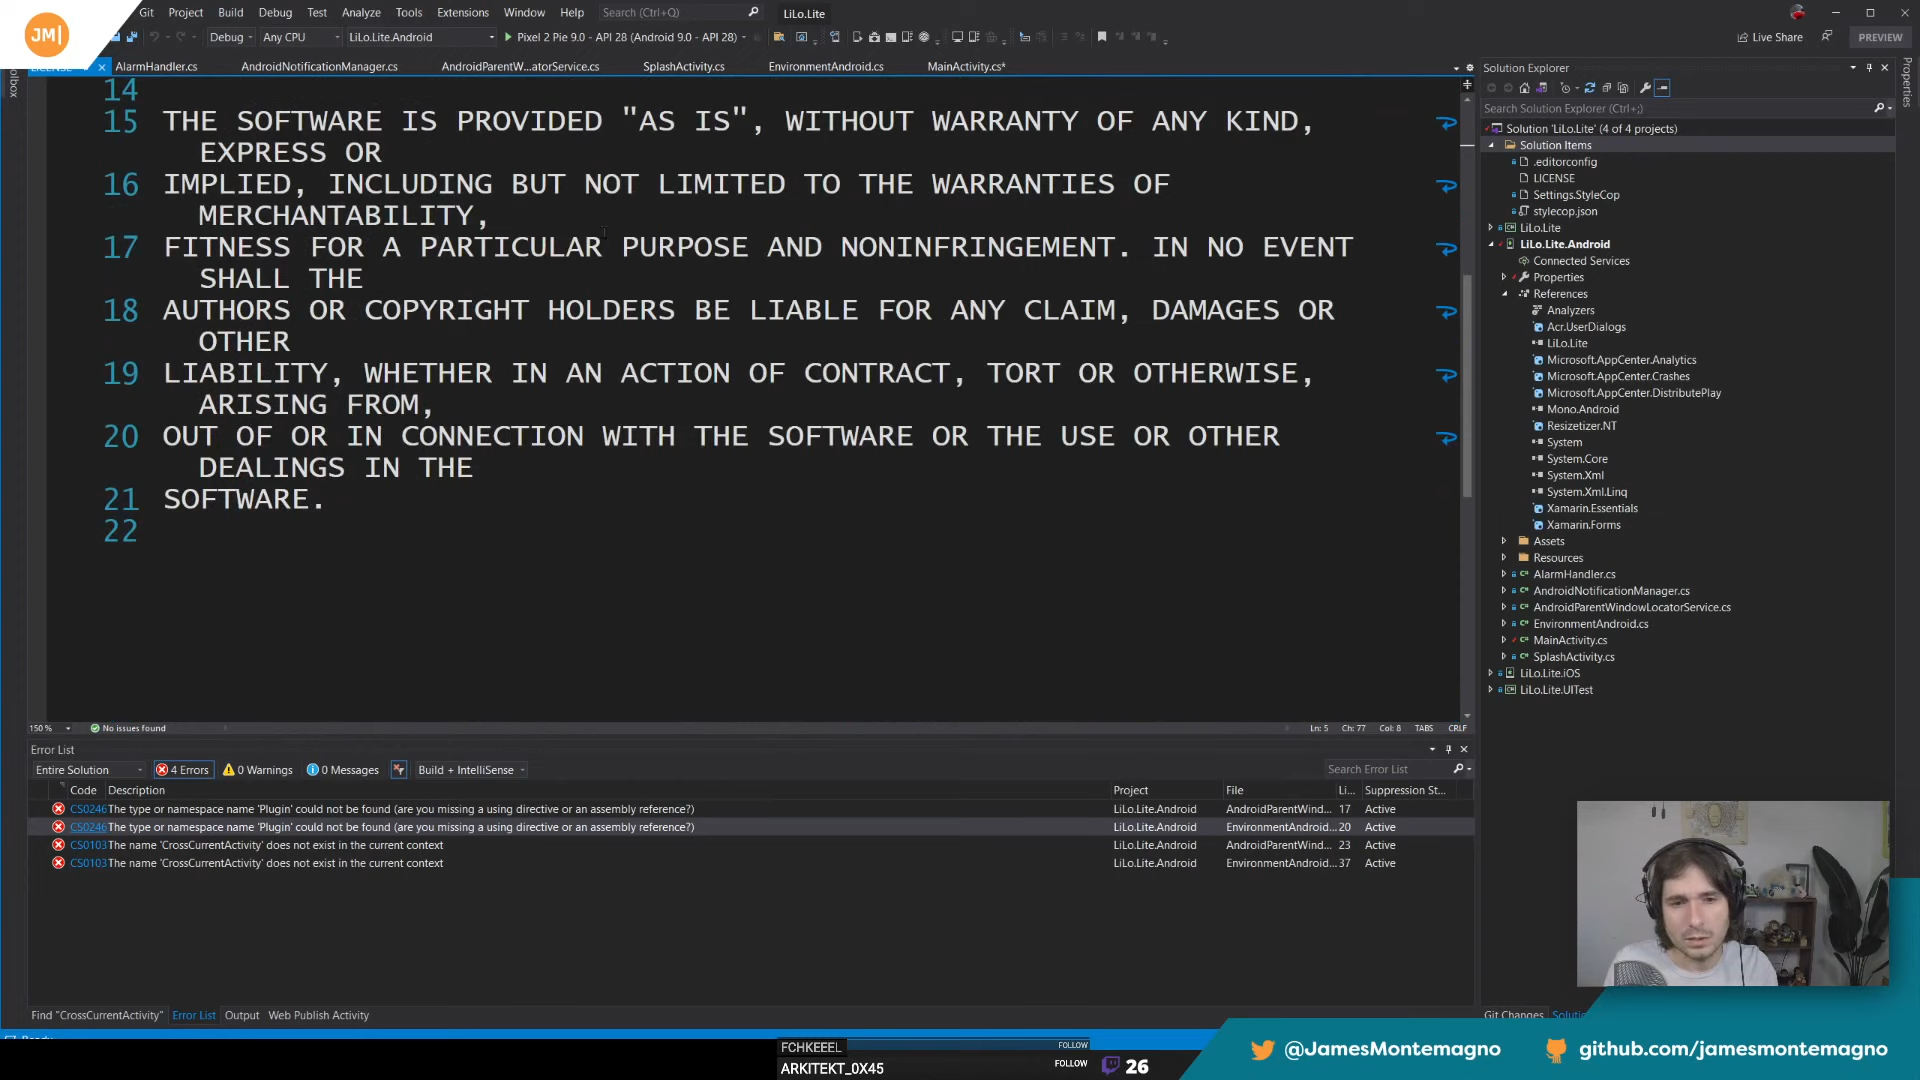 JM|
Git Project Build Debug Test Analyze Tools Extensions Window Help Search (Ctrl+Q) LiLo.Lite
Debug Any CPU LiLo.Lite.Android Pixel 2 Pie 9.0 - API 28 (Android 9.0 - API 28) Live Share PREVIEW
LICENSE AlarmHandler.cs AndroidNotificationManager.cs AndroidParentW...atorService.cs SplashActivity.cs EnvironmentAndroid.cs MainActivity.cs*
14
15 THE SOFTWARE IS PROVIDED "AS IS", WITHOUT WARRANTY OF ANY KIND,
EXPRESS OR
16 IMPLIED, INCLUDING BUT NOT LIMITED TO THE WARRANTIES OF
MERCHANTABILITY,
17 FITNESS FOR A PARTICULAR PURPOSE AND NONINFRINGEMENT. IN NO EVENT
SHALL THE
18 AUTHORS OR COPYRIGHT HOLDERS BE LIABLE FOR ANY CLAIM, DAMAGES OR
OTHER
19 LIABILITY, WHETHER IN AN ACTION OF CONTRACT, TORT OR OTHERWISE,
ARISING FROM,
20 OUT OF OR IN CONNECTION WITH THE SOFTWARE OR THE USE OR OTHER
DEALINGS IN THE
21 SOFTWARE.
22
150 % No issues found Ln: 5 Ch: 77 Col: 8 TABS CRLF
Error List
Entire Solution 4 Errors 0 Warnings 0 Messages Build + IntelliSense Search Error List
Code Description Project File Li... Suppression St...
CS0246 The type or namespace name 'Plugin' could not be found (are you missing a using directive or an assembly reference?) LiLo.Lite.Android AndroidParentWind... 17 Active
CS0246 The type or namespace name 'Plugin' could not be found (are you missing a using directive or an assembly reference?) LiLo.Lite.Android EnvironmentAndroid... 20 Active
CS0103 The name 'CrossCurrentActivity' does not exist in the current context LiLo.Lite.Android AndroidParentWind... 23 Active
CS0103 The name 'CrossCurrentActivity' does not exist in the current context LiLo.Lite.Android EnvironmentAndroid... 37 Active
Find "CrossCurrentActivity" Error List Output Web Publish Activity
Solution Explorer
Search Solution Explorer (Ctrl+;)
Solution 'LiLo.Lite' (4 of 4 projects)
Solution Items
.editorconfig
LICENSE
Settings.StyleCop
stylecop.json
LiLo.Lite
LiLo.Lite.Android
Connected Services
Properties
References
Analyzers
Acr.UserDialogs
LiLo.Lite
Microsoft.AppCenter.Analytics
Microsoft.AppCenter.Crashes
Microsoft.AppCenter.DistributePlay
Mono.Android
Resizetizer.NT
System
System.Core
System.Xml
System.Xml.Linq
Xamarin.Essentials
Xamarin.Forms
Assets
Resources
AlarmHandler.cs
AndroidNotificationManager.cs
AndroidParentWindowLocatorService.cs
EnvironmentAndroid.cs
MainActivity.cs
SplashActivity.cs
LiLo.Lite.iOS
LiLo.Lite.UITest
Properties
Git Changes
FCHKEEEL FOLLOW
ARKITEKT_0X45 FOLLOW
26
@JamesMontemagno github.com/jamesmontemagno